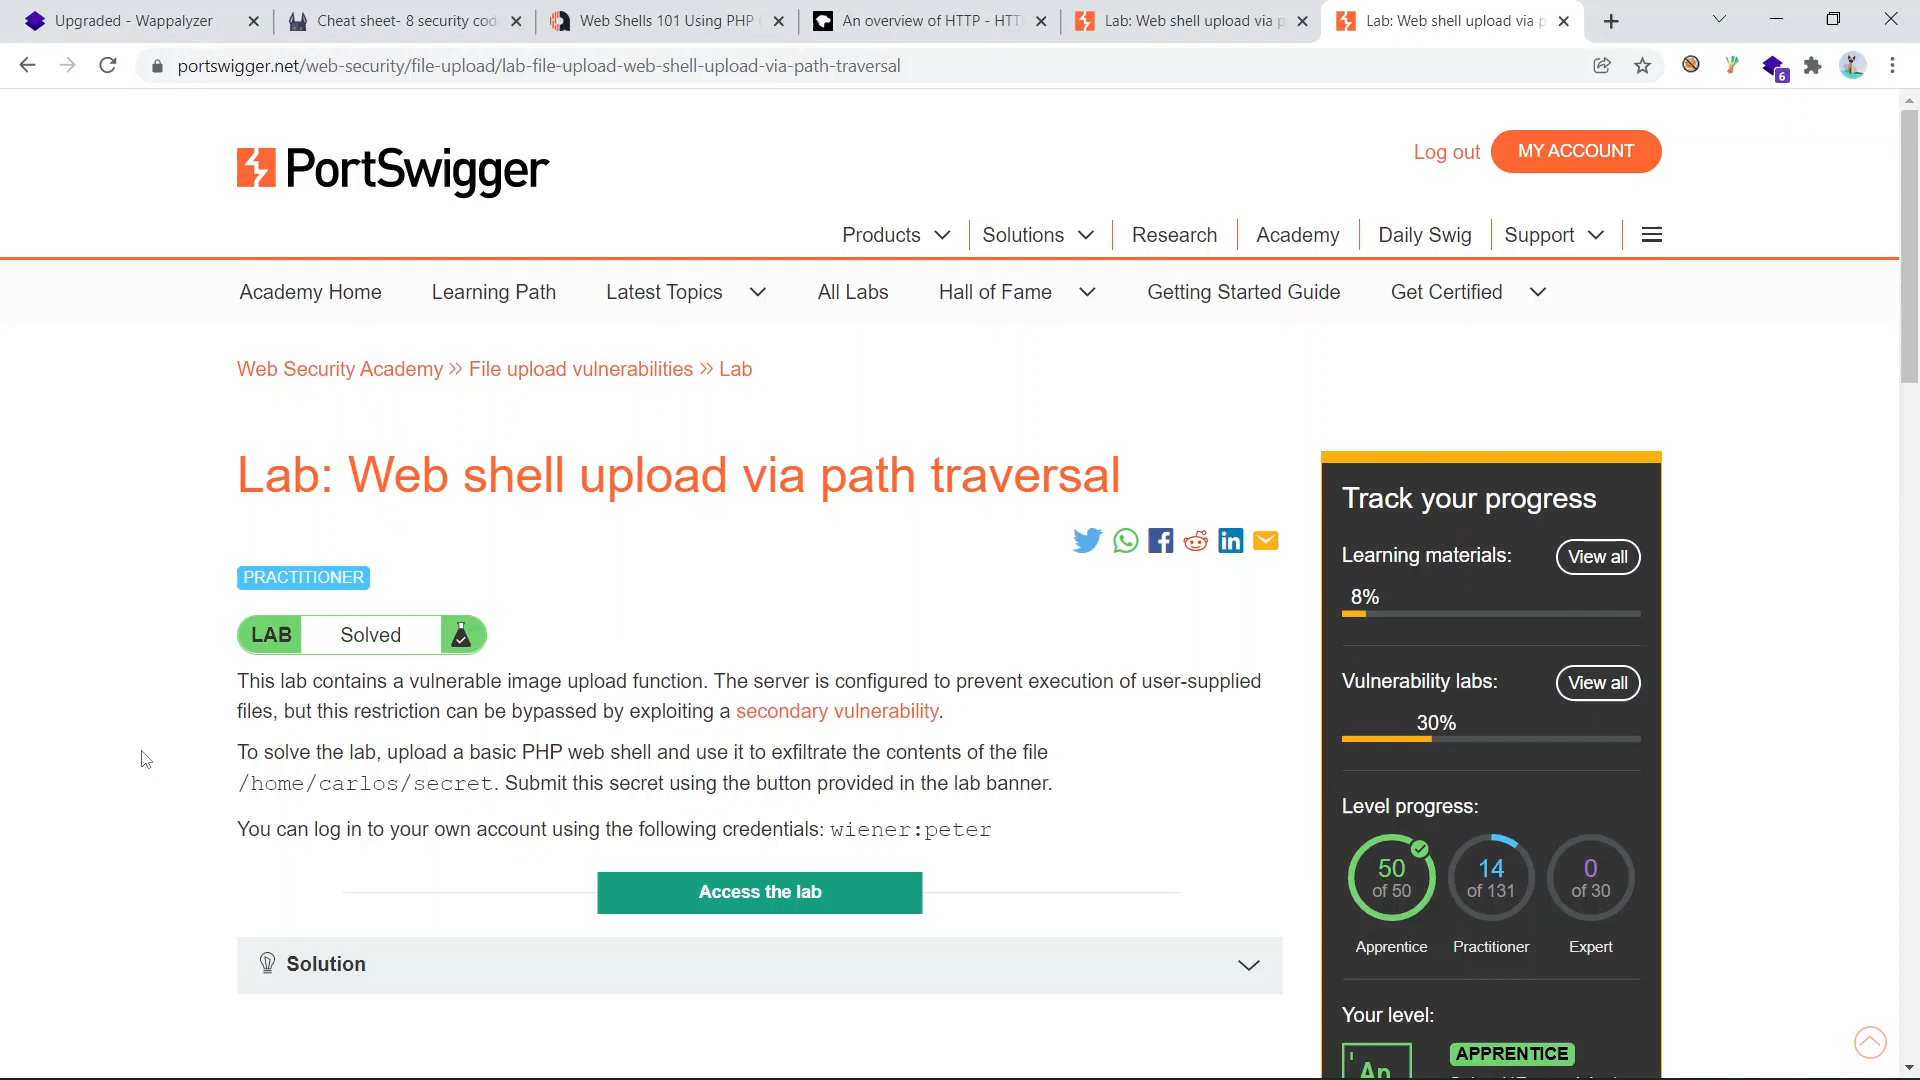 Upgraded - Wappalyzer
Cheat sheet- 8 security cod
Web Shells 101 Using PHP (
An overview of HTTP - HTT
Lab: Web shell upload via p
Lab: Web shell upload via p
portswigger.net/web-security/file-upload/lab-file-upload-web-shell-upload-via-path-traversal
6
PortSwigger
Log out
MY ACCOUNT
Products
Solutions
Research
Academy
Daily Swig
Support
Academy Home
Learning Path
Latest Topics
All Labs
Hall of Fame
Getting Started Guide
Get Certified
Web Security Academy » File upload vulnerabilities » Lab
Lab: Web shell upload via path traversal
PRACTITIONER
LAB Solved
This lab contains a vulnerable image upload function. The server is configured to prevent execution of user-supplied
files, but this restriction can be bypassed by exploiting a secondary vulnerability.
To solve the lab, upload a basic PHP web shell and use it to exfiltrate the contents of the file
/home/carlos/secret. Submit this secret using the button provided in the lab banner.
You can log in to your own account using the following credentials: wiener:peter
Access the lab
Solution
Track your progress
Learning materials:
View all
8%
Vulnerability labs:
View all
30%
Level progress:
50
of 50
14
of 131
0
of 30
Apprentice
Practitioner
Expert
Your level:
Ap
APPRENTICE